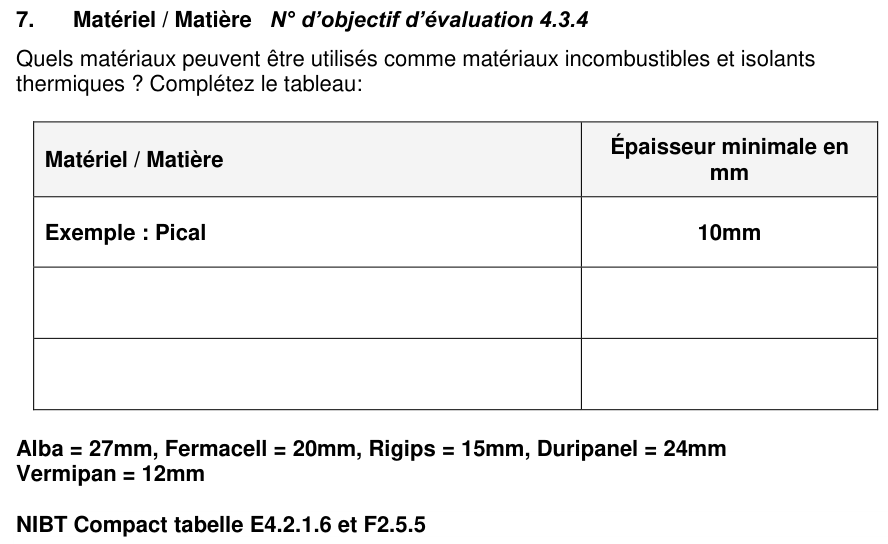 7. Matériel / Matière N° d’objectif d’évaluation 4.3.4
Quels matériaux peuvent être utilisés comme matériaux incombustibles et isolants
thermiques ? Complétez le tableau:
Matériel / Matière
Épaisseur minimale en
mm
Exemple : Pical
10mm
Alba = 27mm, Fermacell = 20mm, Rigips = 15mm, Duripanel = 24mm
Vermipan = 12mm
NIBT Compact tabelle E4.2.1.6 et F2.5.5